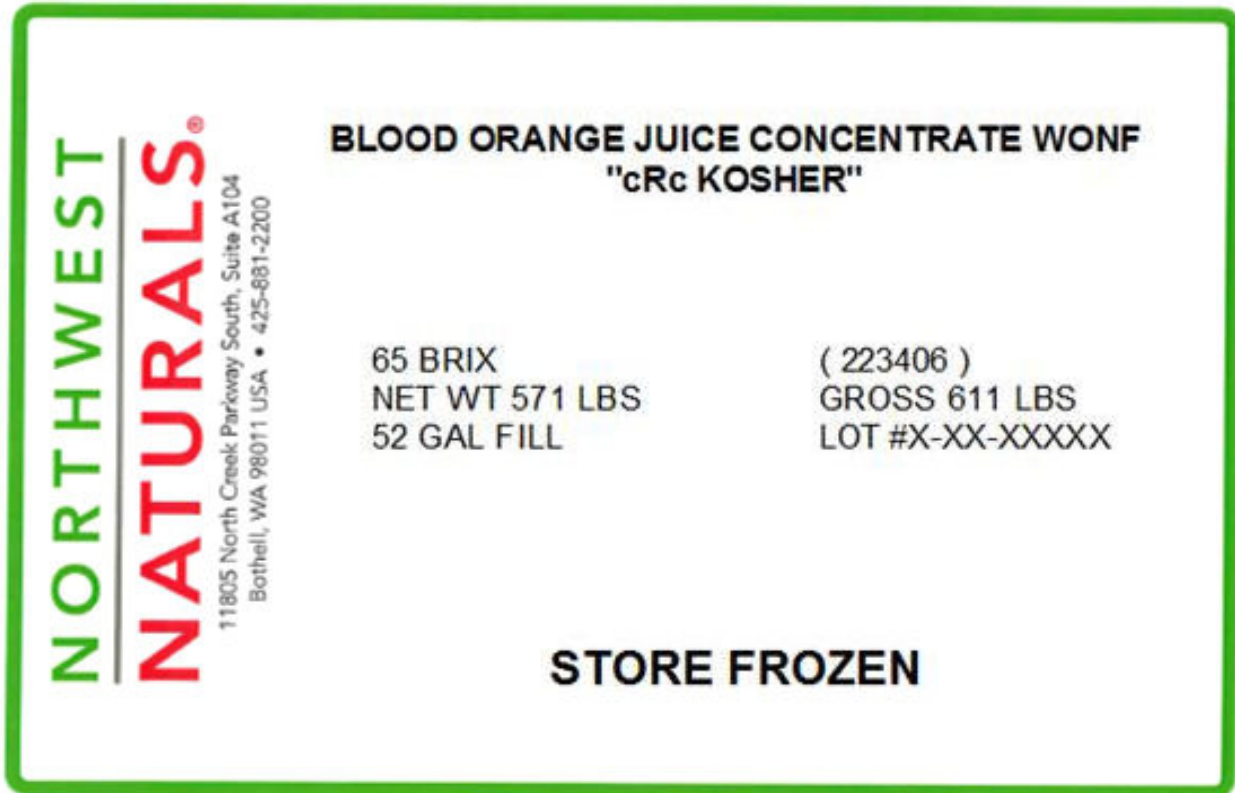 NORTHWEST
NATURALS®
11805 North Creek Parkway South, Suite A104
Bothell, WA 98011 USA • 425-881-2200
BLOOD ORANGE JUICE CONCENTRATE WONF
"cRc KOSHER"
65 BRIX ( 223406 )
NET WT 571 LBS GROSS 611 LBS
52 GAL FILL LOT #X-XX-XXXXX
STORE FROZEN